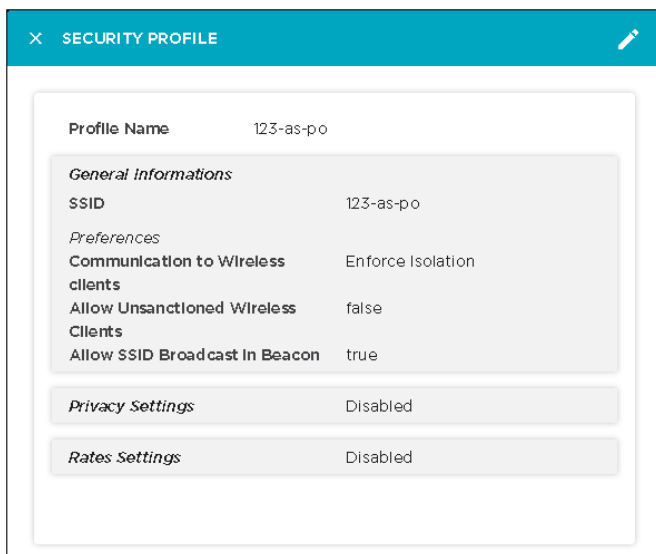 SECURITY PROFILE
Profile Name 123-as-po
General Informations
SSID 123-as-po
Preferences
Communication to Wireless Enforce Isolation
clients
Allow Unsanctioned Wireless false
Clients
Allow SSID Broadcast in Beacon true
Privacy Settings Disabled
Rates Settings Disabled